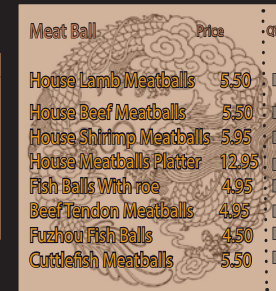 Meat Ball Price
House Lamb Meatballs 5.50
House Beef Meatballs 5.50
House Shirimp Meatballs 5.95
House Meatballs Platter 12.95
Fish Balls With roe 4.95
Beef Tendon Meatballs 4.95
Fuzhou Fish Balls 4.50
Cuttlefish Meatballs 5.50